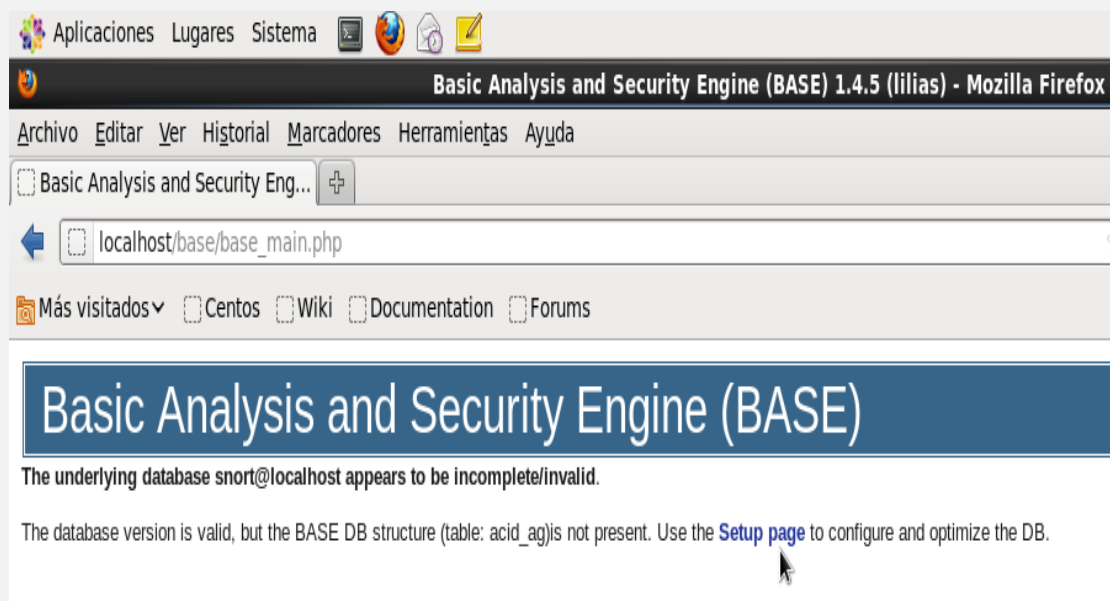 Aplicaciones Lugares Sistema
Basic Analysis and Security Engine (BASE) 1.4.5 (lilias) - Mozilla Firefox
Archivo Editar Ver Historial Marcadores Herramientas Ayuda
Basic Analysis and Security Eng...
localhost/base/base_main.php
Más visitados Centos Wiki Documentation Forums
Basic Analysis and Security Engine (BASE)
The underlying database snort@localhost appears to be incomplete/invalid.
The database version is valid, but the BASE DB structure (table: acid_ag)is not present. Use the Setup page to configure and optimize the DB.